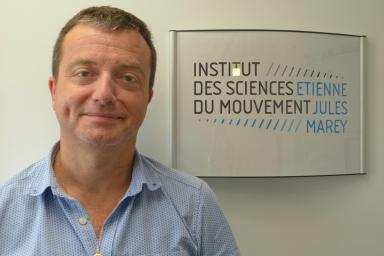 INSTITUT
DES SCIENCES ETIENNE
DU MOUVEMENT JULES
MAREY